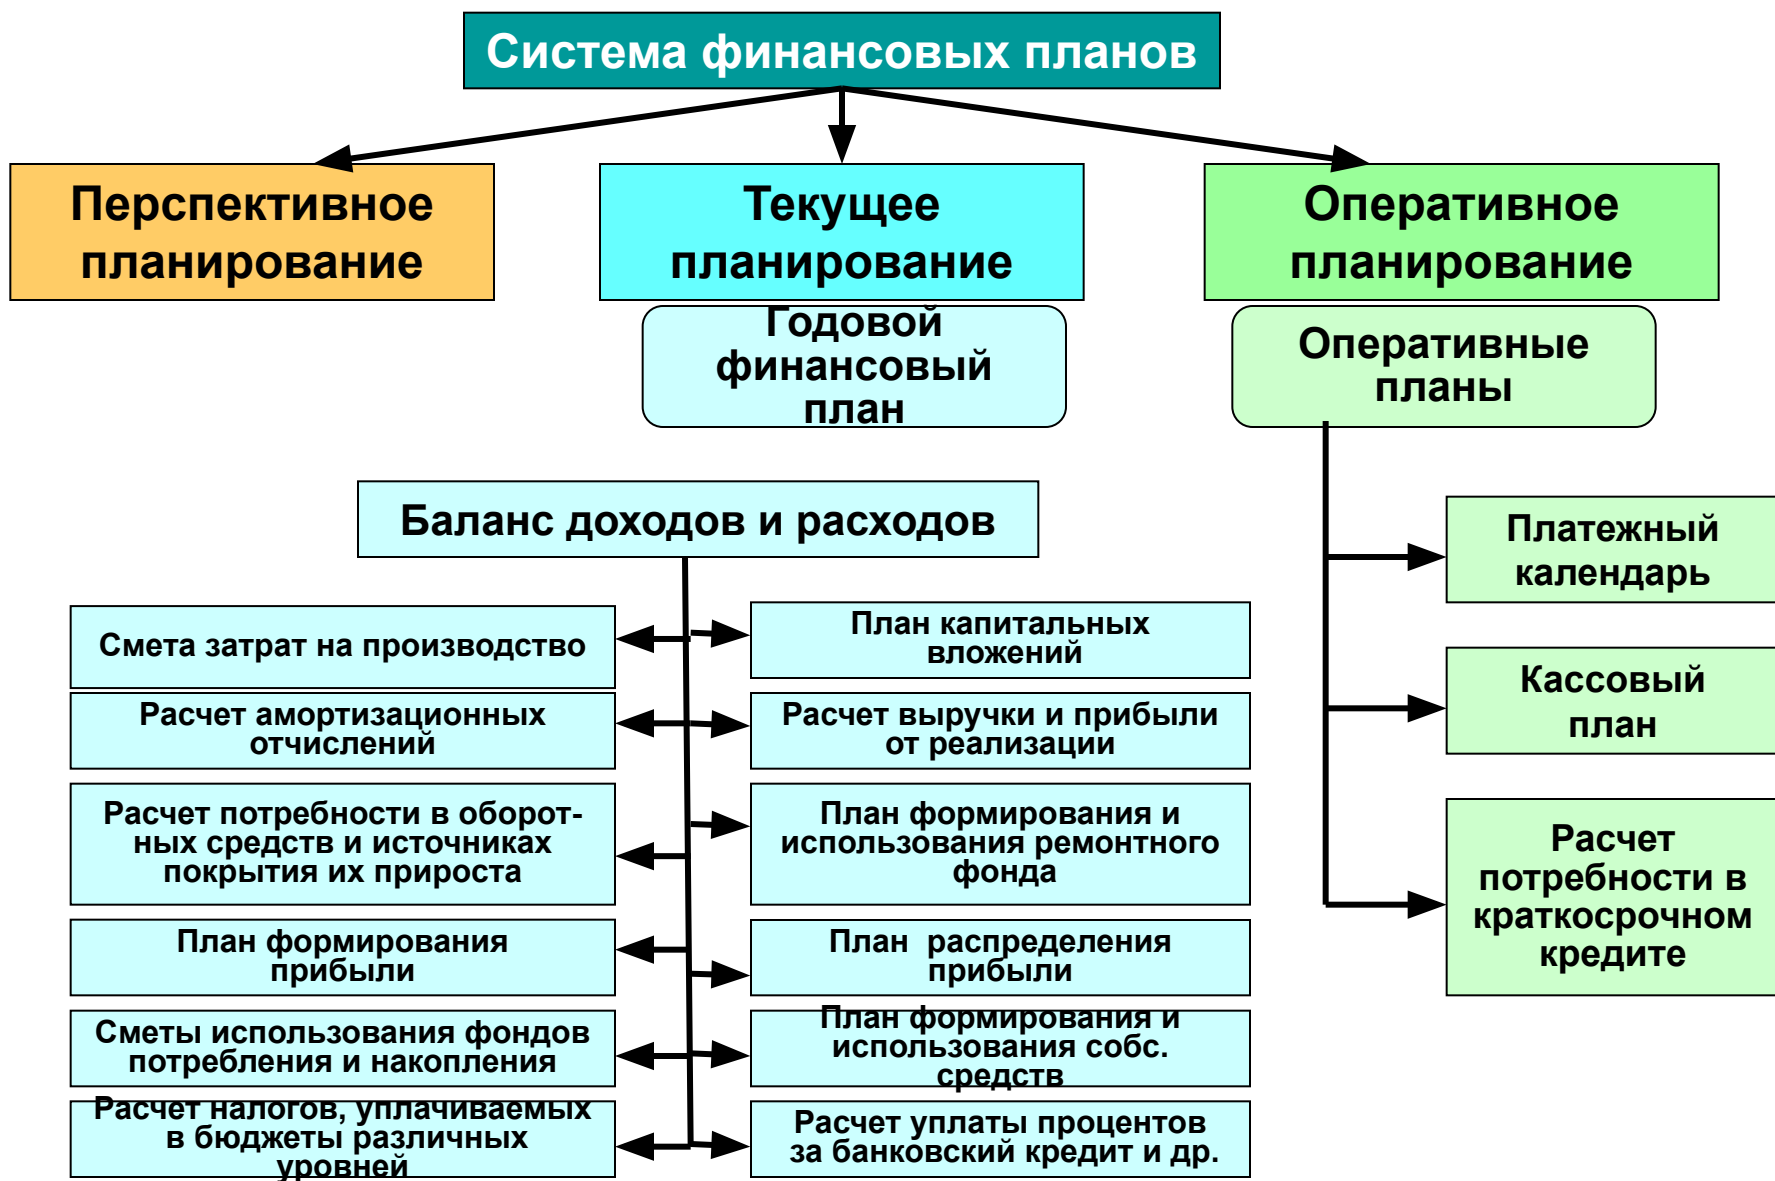 Система финансовых планов
Перспективное
планирование
Текущее
планирование
Оперативное
планирование
Годовой
финансовый
план
Оперативные
планы
Баланс доходов и расходов
Смета затрат на производство
Расчет амортизационных
отчислений
Расчет потребности в оборот-
ных средств и источниках
покрытия их прироста
План формирования
прибыли
Сметы использования фондов
потребления и накопления
Расчет налогов, уплачиваемых
в бюджеты различных
уровней
План капитальных
вложений
Расчет выручки и прибыли
от реализации
План формирования и
использования ремонтного
фонда
План распределения
прибыли
План формирования и
использования собс.
средств
Расчет уплаты процентов
за банковский кредит и др.
Платежный
календарь
Кассовый
план
Расчет
потребности в
краткосрочном
кредите